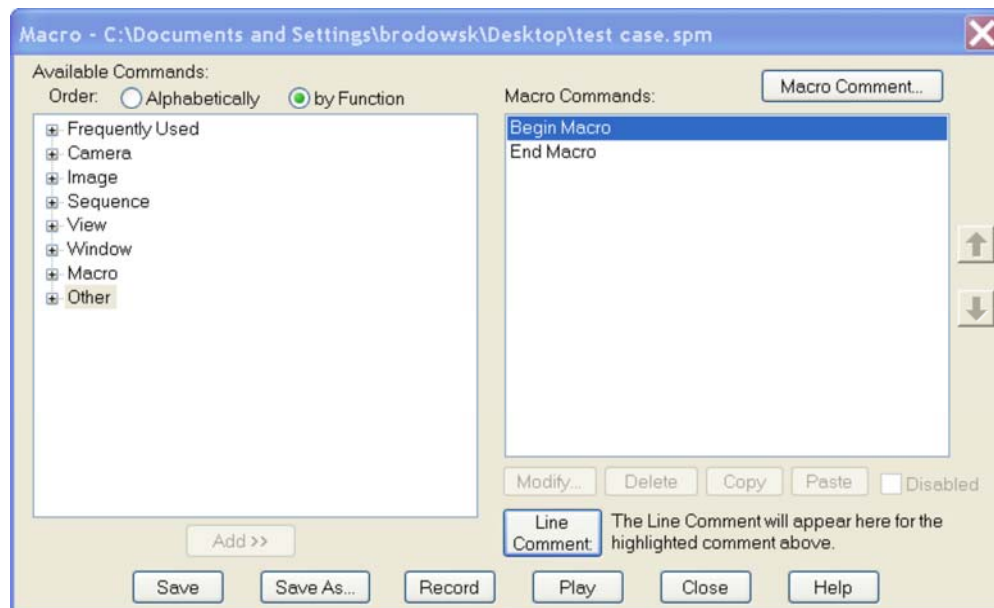 Macro - C:\Documents and Settings\brodowsk\Desktop\test case.spm
Available Commands:
Order: Alphabetically by Function
Frequently Used
Camera
Image
Sequence
View
Window
Macro
Other
Add >>
Macro Commands:
Macro Comment...
Begin Macro
End Macro
Modify... Delete Copy Paste Disabled
Line
Comment:
The Line Comment will appear here for the
highlighted comment above.
Save Save As... Record Play Close Help